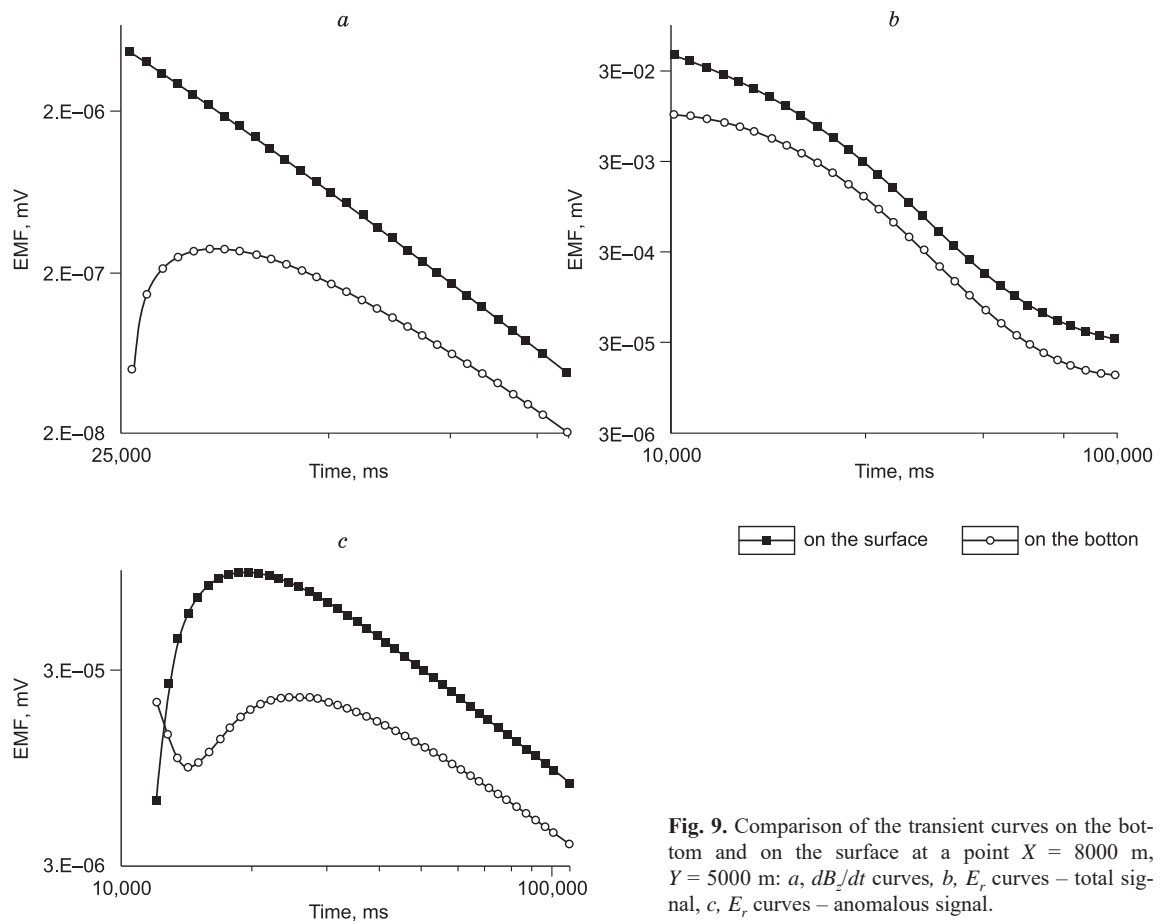 a
2.E–06
2.E–07
2.E–08
EMF, mV
25,000
Time, ms
b
3E–02
3E–03
3E–04
3E–05
3E–06
EMF, mV
10,000
100,000
Time, ms
c
3.E–05
3.E–06
EMF, mV
10,000
100,000
Time, ms
on the surface
on the botton
Fig. 9. Comparison of the transient curves on the bot-
tom and on the surface at a point X = 8000 m,
Y = 5000 m: a, dBz/dt curves, b, Er curves – total sig-
nal, c, Er curves – anomalous signal.